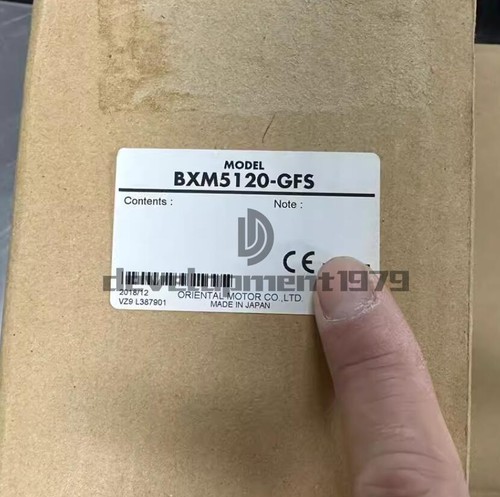 MODEL
BXM5120-GFS
Contents :
Note :
CE
development1979
2018/12
VZ9 L387901
ORIENTAL MOTOR CO.,LTD.
MADE IN JAPAN